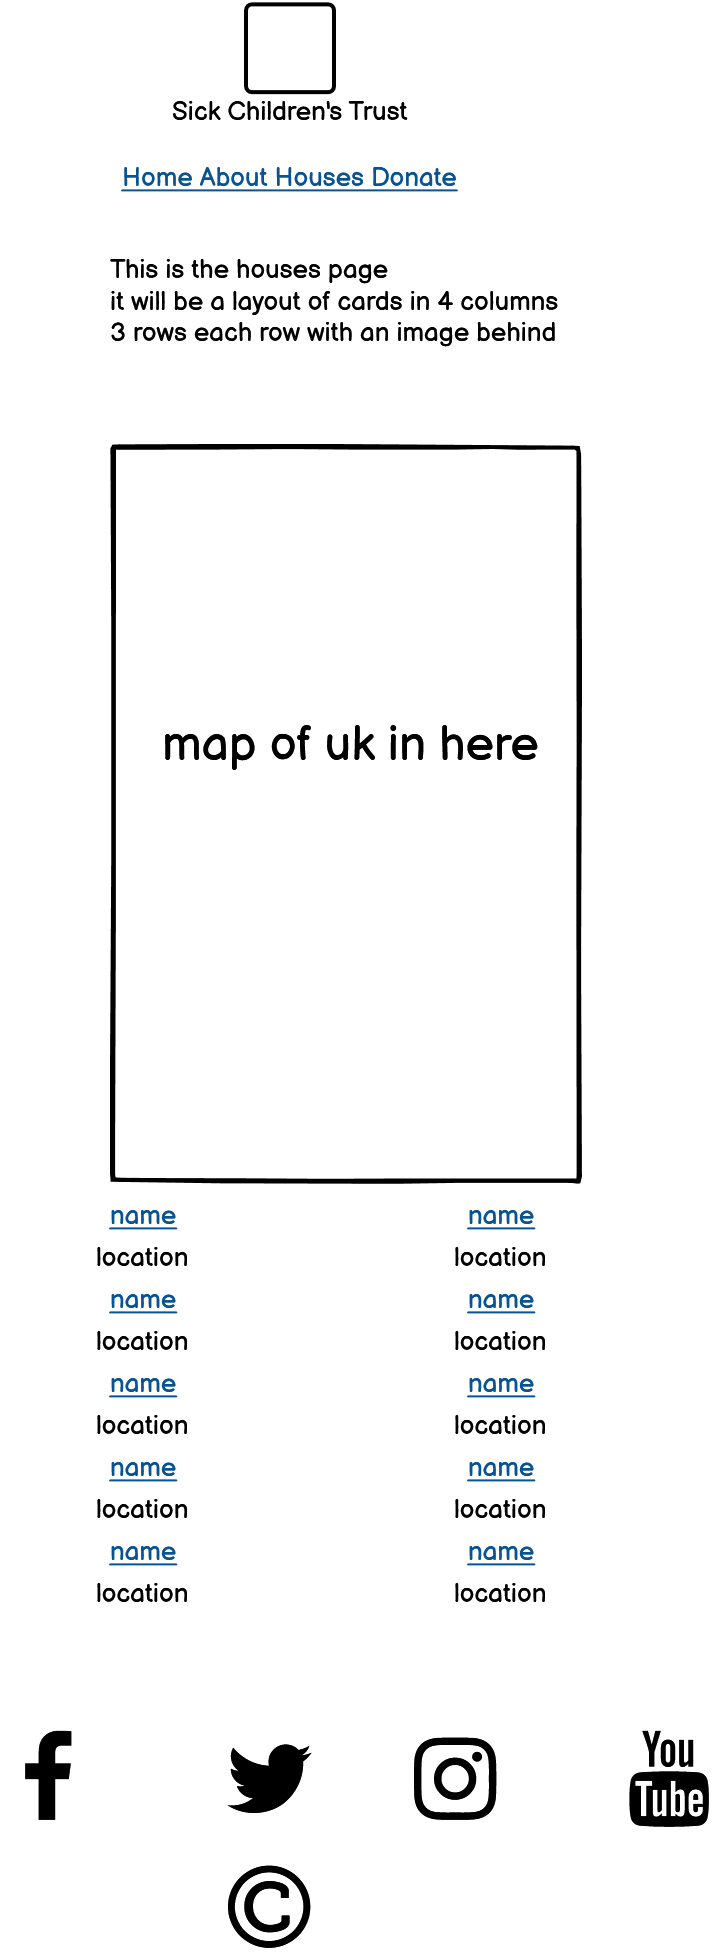 Sick Children's Trust
Home About Houses Donate
This is the houses page
it will be a layout of cards in 4 columns
3 rows each row with an image behind
map of uk in here
name name
location location
name name
location location
name name
location location
name name
location location
name name
location location
You
Tube
©